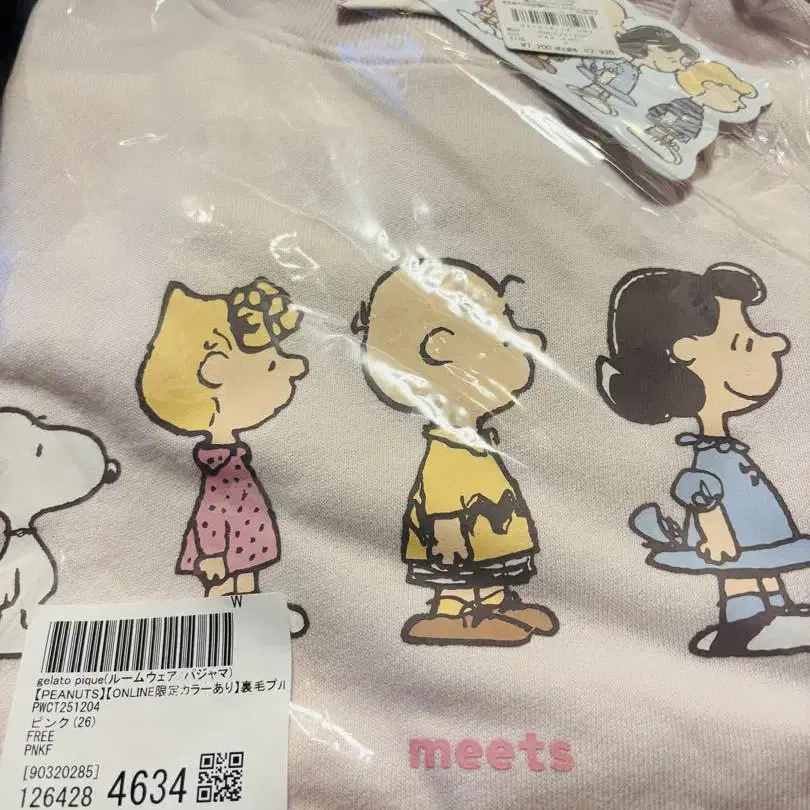 ¥7,200
W
gelato pique(ルームウェア/パジャマ)
【PEANUTS】【ONLINE限定カラーあり】裏毛プル
PWCT251204
ピンク(26)
FREE
PNKF
[90320285]
126428 4634
meets